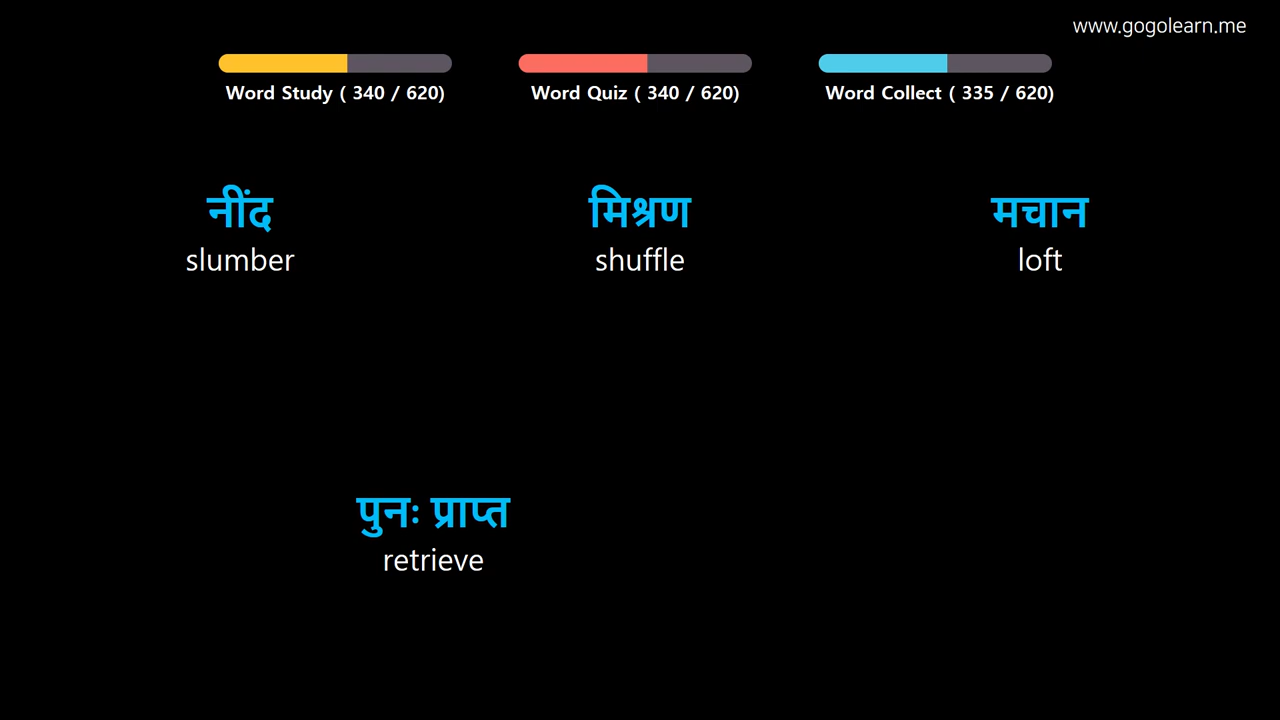 www.gogolearn.me
Word Study ( 340 / 620)
Word Quiz ( 340 / 620)
Word Collect ( 335 / 620)
नींद
slumber
मिश्रण
shuffle
मचान
loft
पुनः प्राप्त
retrieve